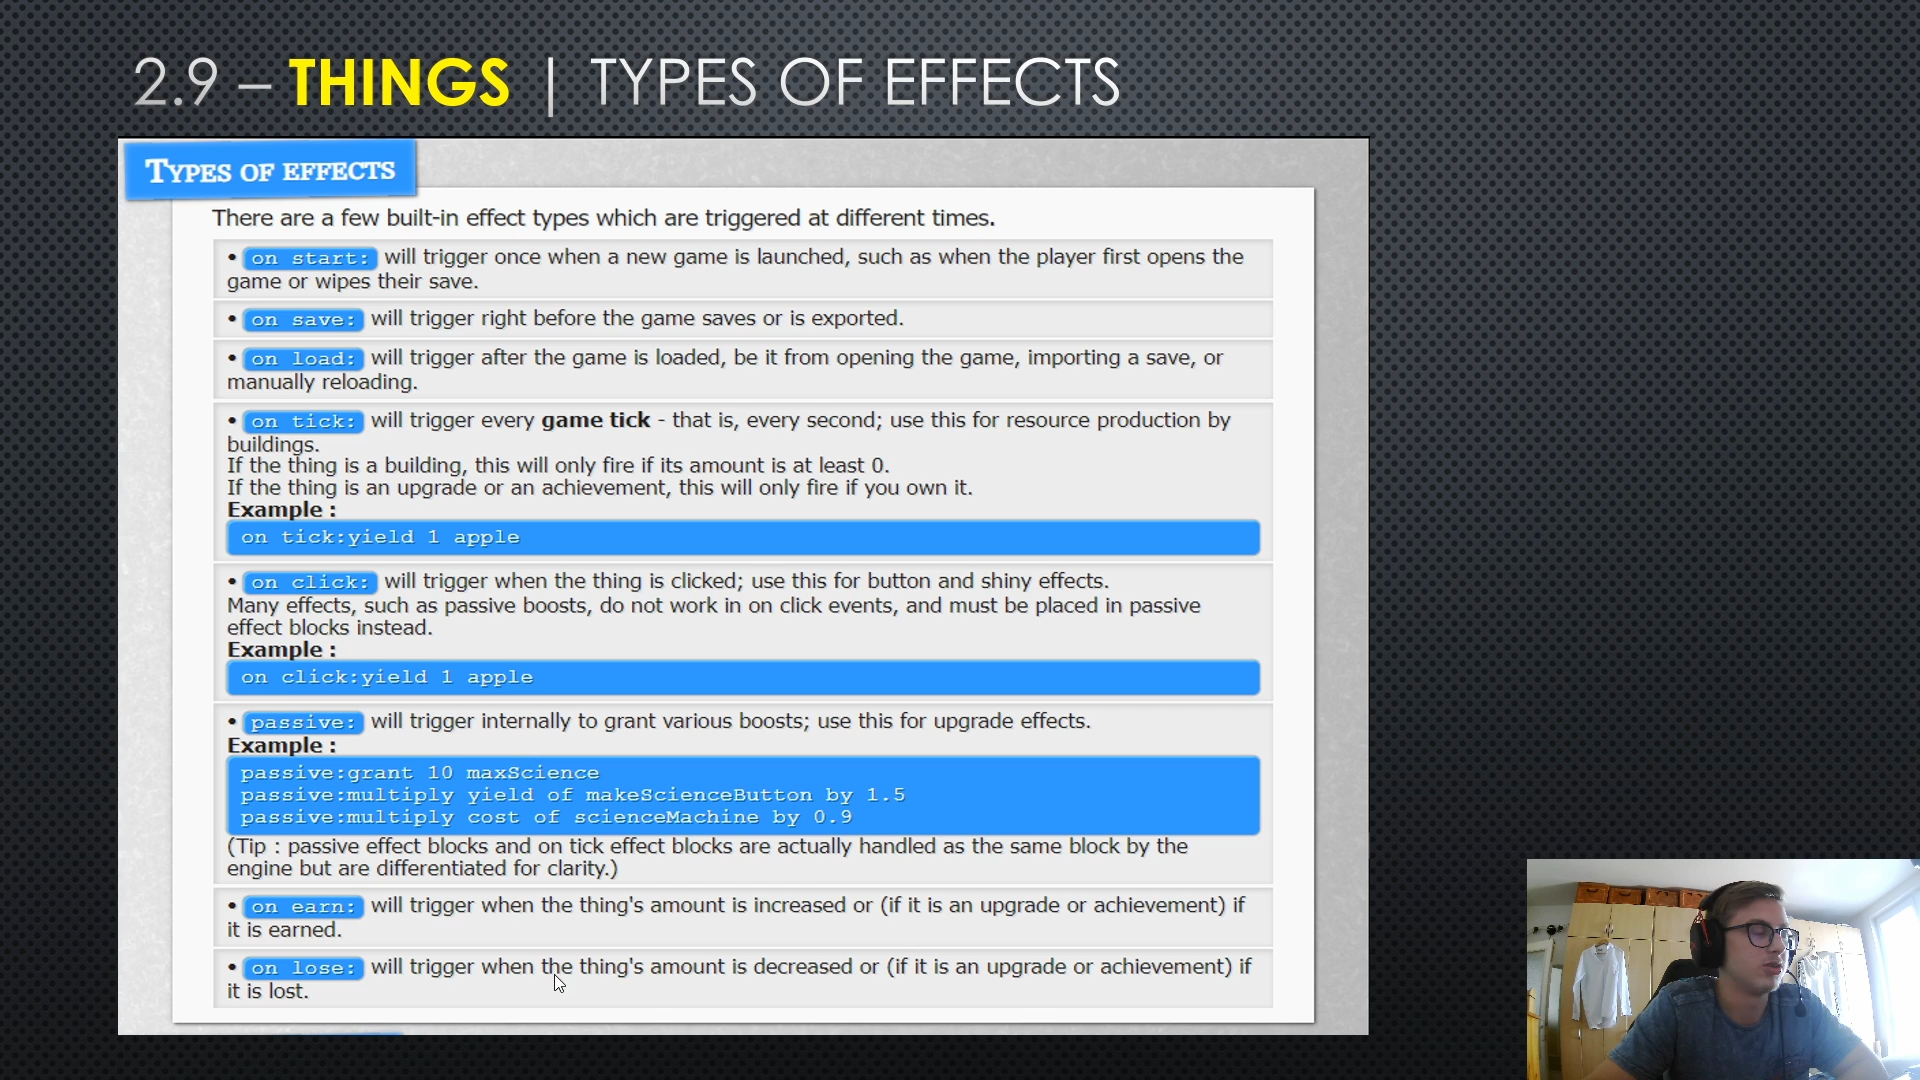 2.9 – THINGS | TYPES OF EFFECTS
TYPES OF EFFECTS
There are a few built-in effect types which are triggered at different times.
• on start: will trigger once when a new game is launched, such as when the player first opens the
game or wipes their save.
• on save: will trigger right before the game saves or is exported.
• on load: will trigger after the game is loaded, be it from opening the game, importing a save, or
manually reloading.
• on tick: will trigger every game tick - that is, every second; use this for resource production by
buildings.
If the thing is a building, this will only fire if its amount is at least 0.
If the thing is an upgrade or an achievement, this will only fire if you own it.
Example :
on tick:yield 1 apple
• on click: will trigger when the thing is clicked; use this for button and shiny effects.
Many effects, such as passive boosts, do not work in on click events, and must be placed in passive
effect blocks instead.
Example :
on click:yield 1 apple
• passive: will trigger internally to grant various boosts; use this for upgrade effects.
Example :
passive:grant 10 maxScience
passive:multiply yield of makeScienceButton by 1.5
passive:multiply cost of scienceMachine by 0.9
(Tip : passive effect blocks and on tick effect blocks are actually handled as the same block by the
engine but are differentiated for clarity.)
• on earn: will trigger when the thing's amount is increased or (if it is an upgrade or achievement) if
it is earned.
• on lose: will trigger when the thing's amount is decreased or (if it is an upgrade or achievement) if
it is lost.